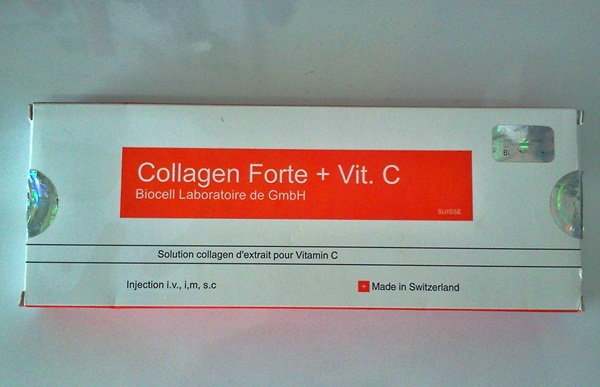 Collagen Forte + Vit. C
Biocell Laboratoire de GmbH
SUISSE
Solution collagen d'extrait pour Vitamin C
Injection i.v., i,m, s.c
+ Made in Switzerland